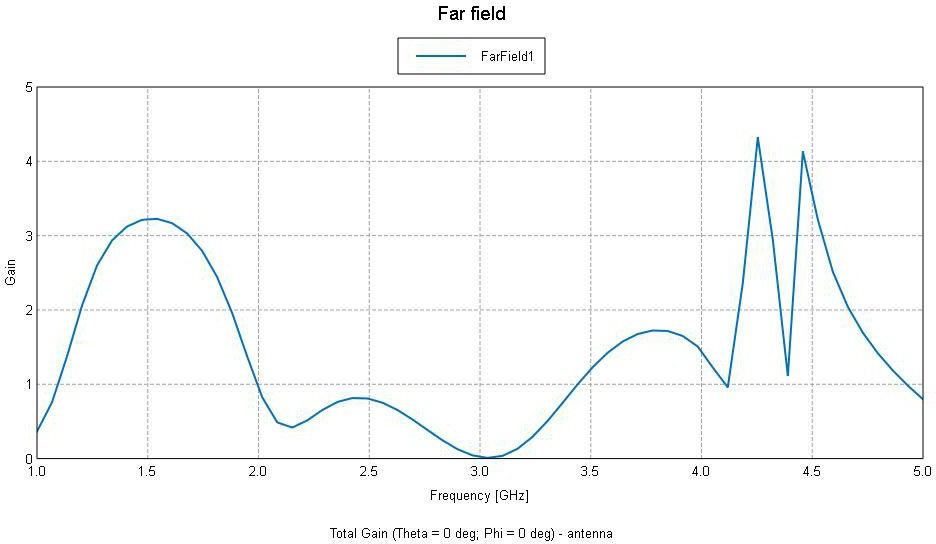 Far field
FarField1
5
4
3
2
1
0
Gain
1.0 1.5 2.0 2.5 3.0 3.5 4.0 4.5 5.0
Frequency [GHz]
Total Gain (Theta = 0 deg; Phi = 0 deg) - antenna